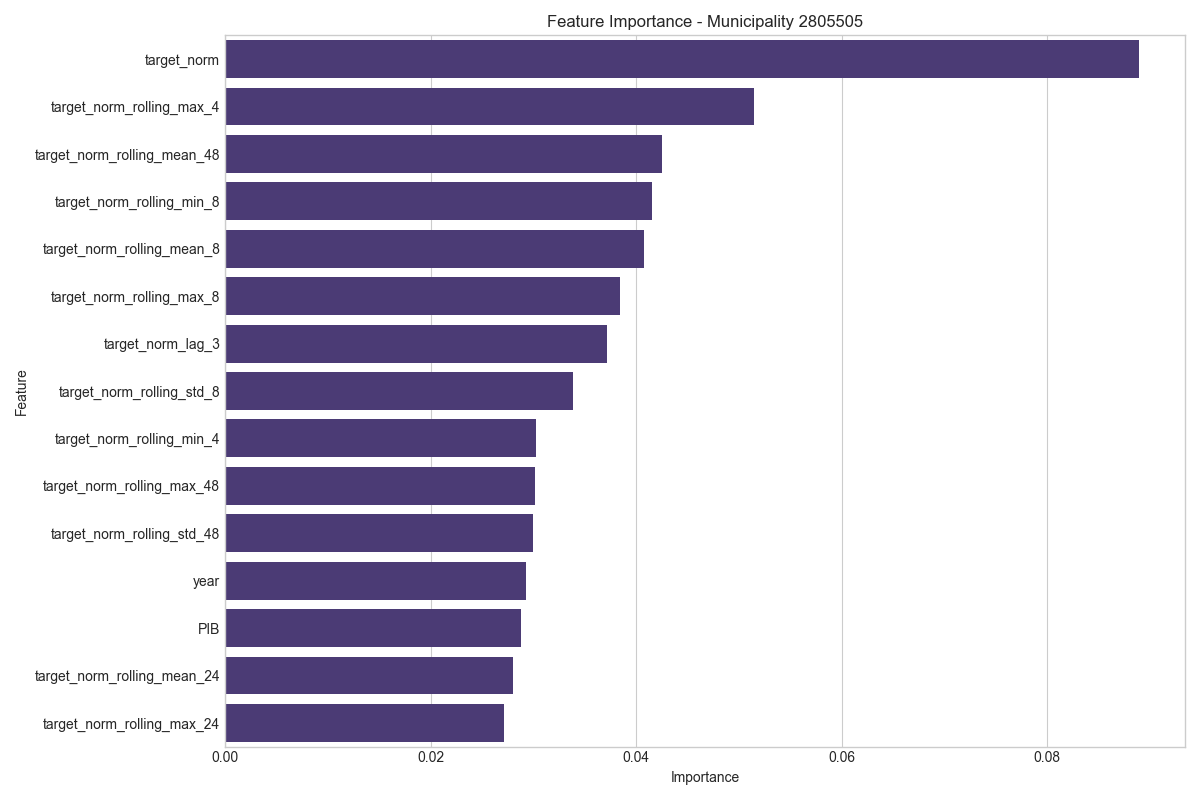 Feature Importance - Municipality 2805505
target_norm
target_norm_rolling_max_4
target_norm_rolling_mean_48
target_norm_rolling_min_8
target_norm_rolling_mean_8
target_norm_rolling_max_8
target_norm_lag_3
target_norm_rolling_std_8
target_norm_rolling_min_4
target_norm_rolling_max_48
target_norm_rolling_std_48
year
PIB
target_norm_rolling_mean_24
target_norm_rolling_max_24
Feature
0.00 0.02 0.04 0.06 0.08
Importance